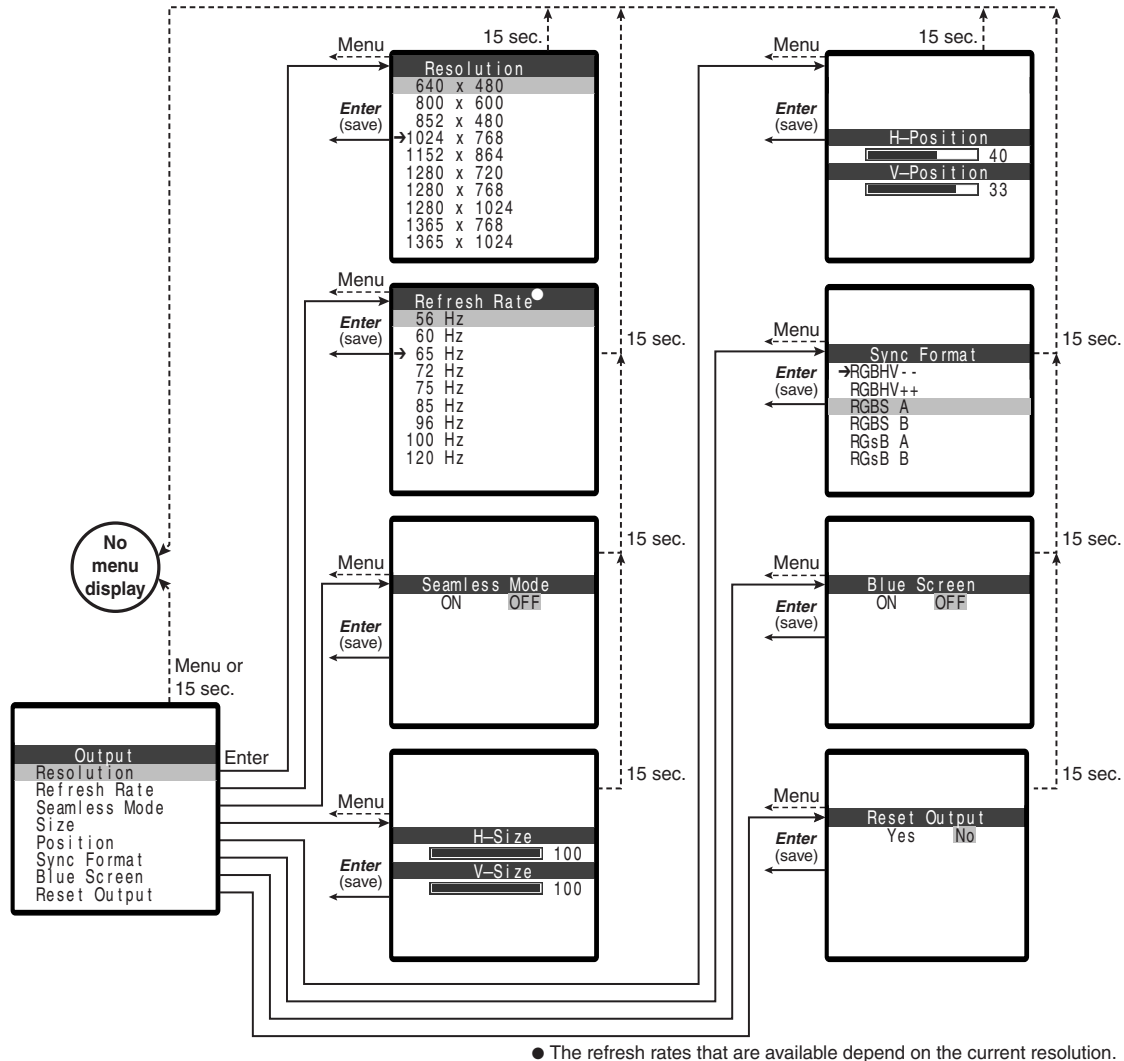 15 sec.
Menu
Resolution
640 x 480
800 x 600
852 x 480
→1024 x 768
1152 x 864
1280 x 720
1280 x 768
1280 x 1024
1365 x 768
1365 x 1024
Enter
(save)
Menu
Refresh Rate●
56 Hz
60 Hz
→ 65 Hz
72 Hz
75 Hz
85 Hz
96 Hz
100 Hz
120 Hz
Enter
(save)
15 sec.
Menu
Seamless Mode
ON OFF
Enter
(save)
15 sec.
No
menu
display
Menu or
15 sec.
Output
Resolution
Refresh Rate
Seamless Mode
Size
Position
Sync Format
Blue Screen
Reset Output
Enter
Menu
H–Size
100
V–Size
100
Enter
(save)
15 sec.
15 sec.
Menu
Enter
(save)
H–Position
40
V–Position
33
Menu
Sync Format
→RGBHV--
RGBHV++
RGBS A
RGBS B
RGsB A
RGsB B
Enter
(save)
15 sec.
Menu
Blue Screen
ON OFF
Enter
(save)
15 sec.
Menu
Reset Output
Yes No
Enter
(save)
15 sec.
● The refresh rates that are available depend on the current resolution.